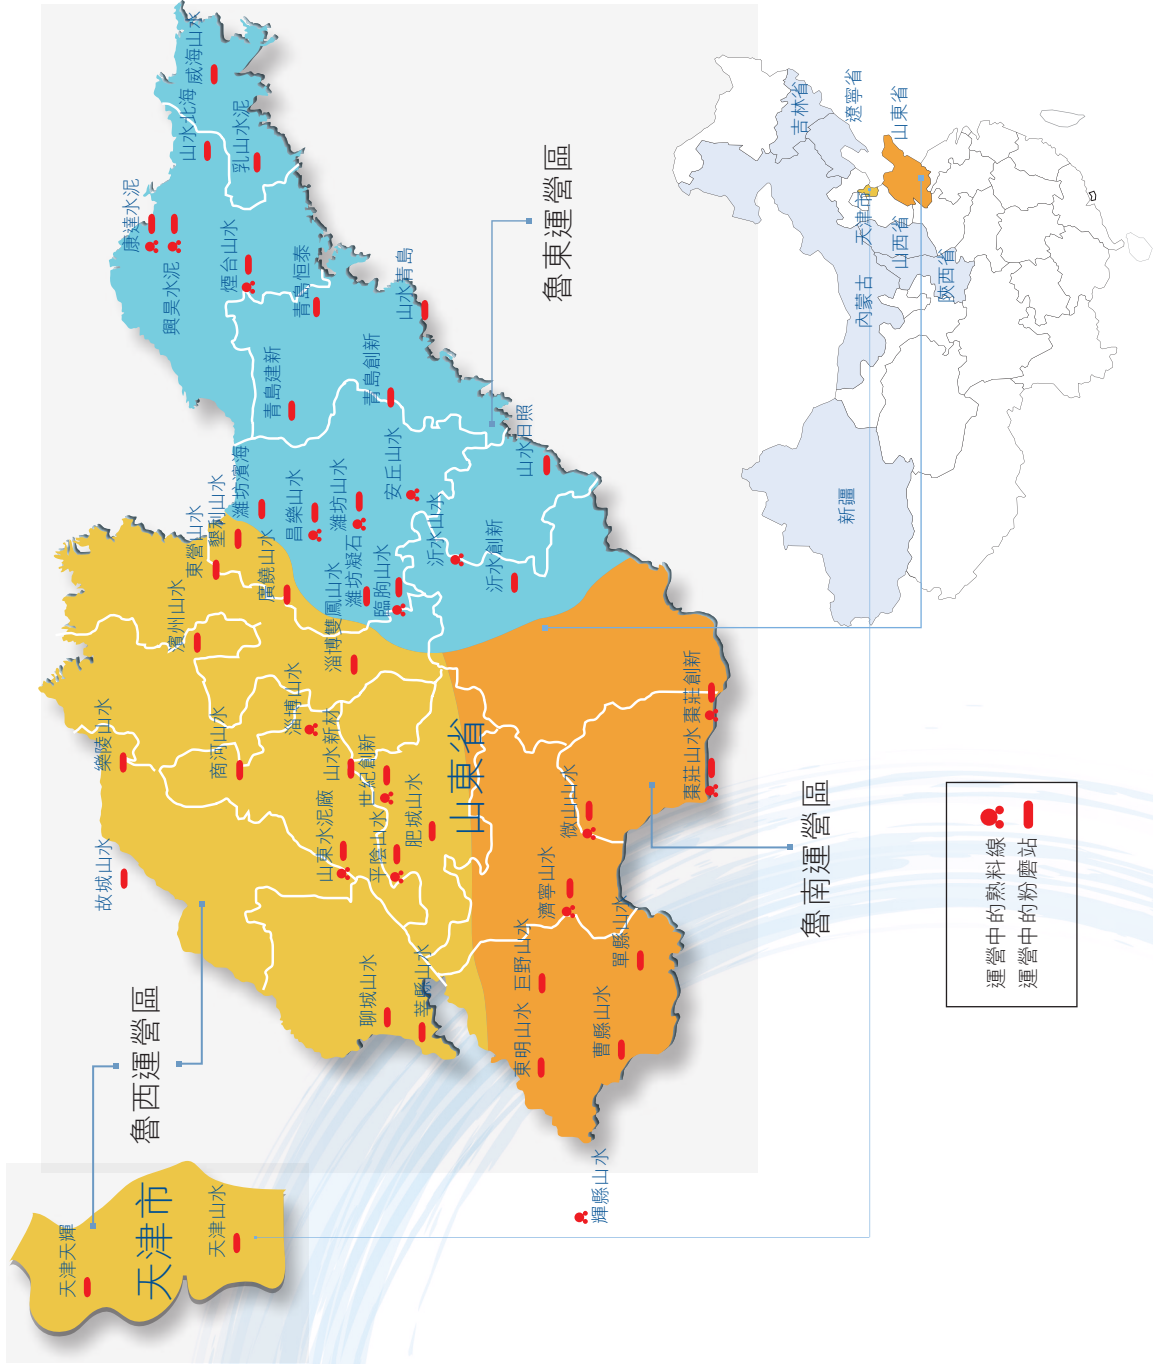 魯西運營區
天津市
天津天輝
天津山水
魯東運營區
魯南運營區
山東省
威海山水
山水北海
乳山水泥
康達水泥
興昊水泥
煙台山水
青島恒泰
山水青島
青島建新
青島創新
山水日照
濰坊濱海
昌樂山水
濰坊山水
安丘山水
沂水山水
沂水創新
墾利山水
東營山水
廣饒山水
濰坊凝石
臨朐山水
淄博雙鳳山水
濱州山水
淄博山水
樂陵山水
商河山水
山水新材
世紀創新
肥城山水
山東水泥廠
平陰山水
故城山水
聊城山水
莘縣山水
棗莊創新
棗莊山水
微山山水
濟寧山水
單縣山水
巨野山水
東明山水
曹縣山水
輝縣山水
吉林省
遼寧省
山東省
天津市
山西省
陝西省
內蒙古
新疆
運營中的熟料線
運營中的粉磨站